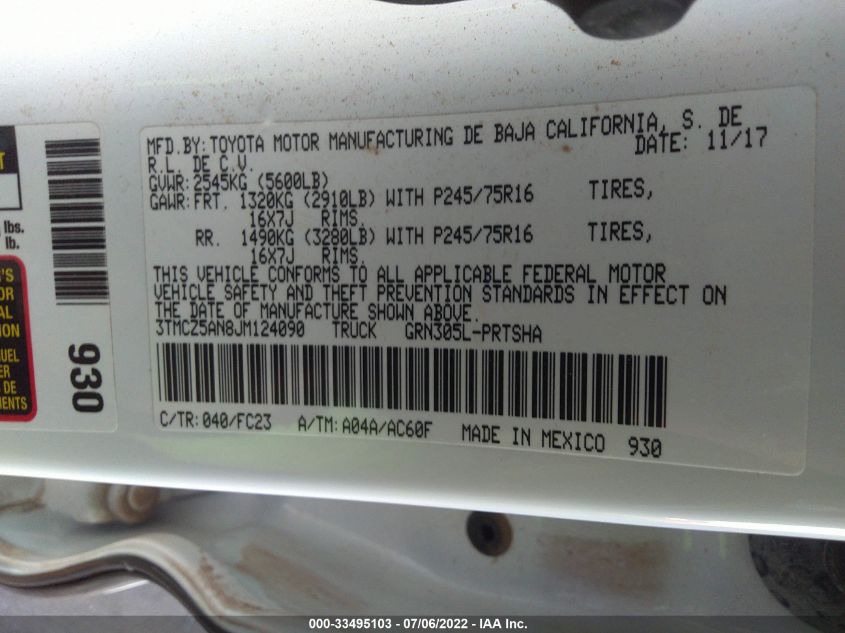 MFD.BY:TOYOTA MOTOR MANUFACTURING DE BAJA CALIFORNIA, S. DE
R.L. DE C.V. DATE: 11/17
GVWR:2545KG (5600LB)
GAWR:FRT. 1320KG (2910LB) WITH P245/75R16 TIRES,
16X7J RIMS.
RR. 1490KG (3280LB) WITH P245/75R16 TIRES,
16X7J RIMS.
THIS VEHICLE CONFORMS TO ALL APPLICABLE FEDERAL MOTOR
VEHICLE SAFETY AND THEFT PREVENTION STANDARDS IN EFFECT ON
THE DATE OF MANUFACTURE SHOWN ABOVE.
3TMCZ5AN8JM124090 TRUCK GRN305L-PRTSHA
C/TR:040/FC23 A/TM:A04A/AC60F MADE IN MEXICO 930
lbs.
lb.
930
000-33495103 - 07/06/2022 - IAA Inc.